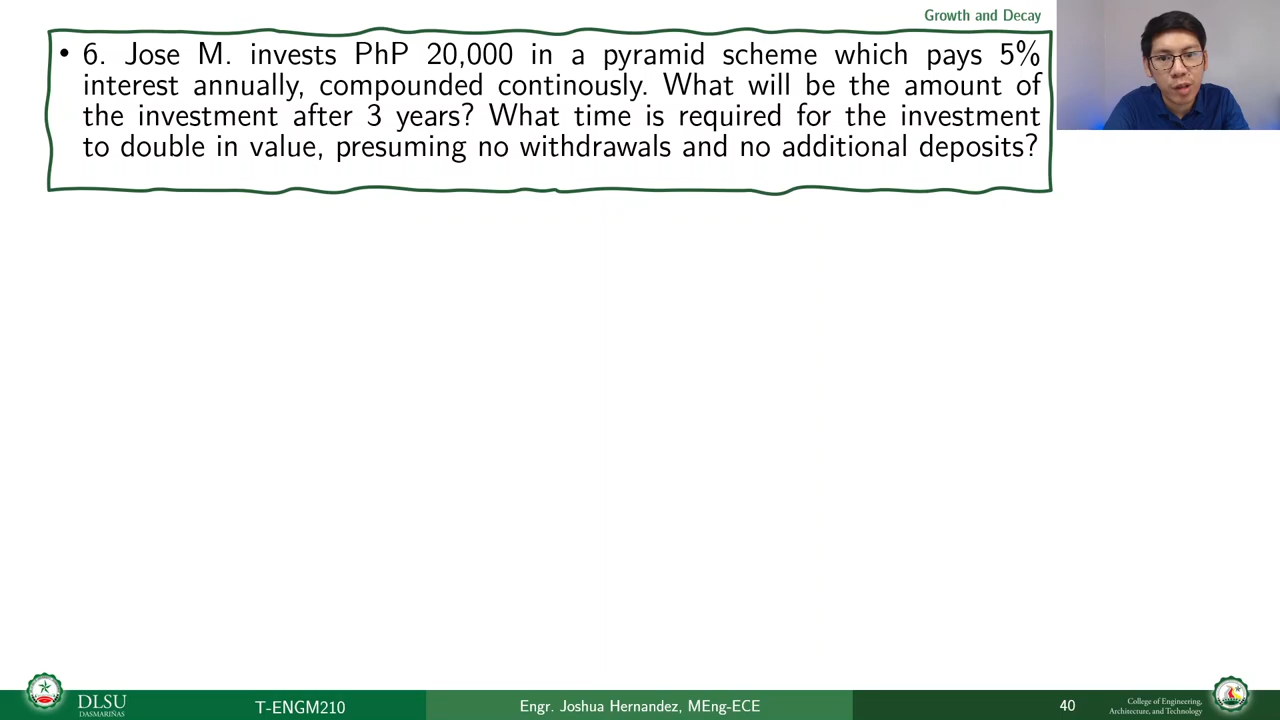 Growth and Decay
• 6. Jose M. invests PhP 20,000 in a pyramid scheme which pays 5%
interest annually, compounded continously. What will be the amount of
the investment after 3 years? What time is required for the investment
to double in value, presuming no withdrawals and no additional deposits?
DLSU
DASMARIÑAS
T-ENGM210
Engr. Joshua Hernandez, MEng-ECE
40
College of Engineering,
Architecture, and Technology